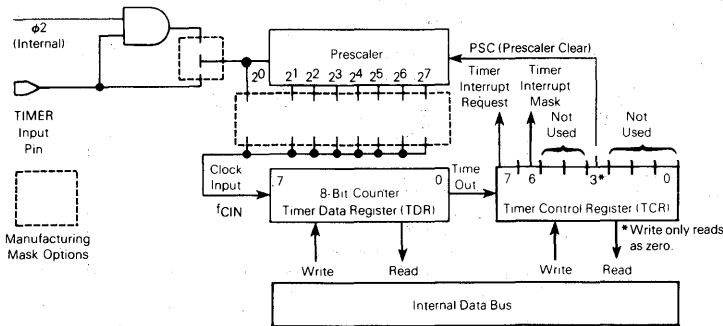 φ2
(Internal)
TIMER
Input
Pin
Manufacturing
Mask Options
Prescaler
2⁰ 2¹ 2² 2³ 2⁴ 2⁵ 2⁶ 2⁷
PSC (Prescaler Clear)
Timer
Interrupt
Request
Timer
Interrupt
Mask
Not
Used
Not
Used
Clock
Input
fCIN
7 0
8-Bit Counter
Timer Data Register (TDR)
Time
Out
7 6 3* 0
Timer Control Register (TCR)
* Write only reads
as zero.
Write Read Write Read
Internal Data Bus